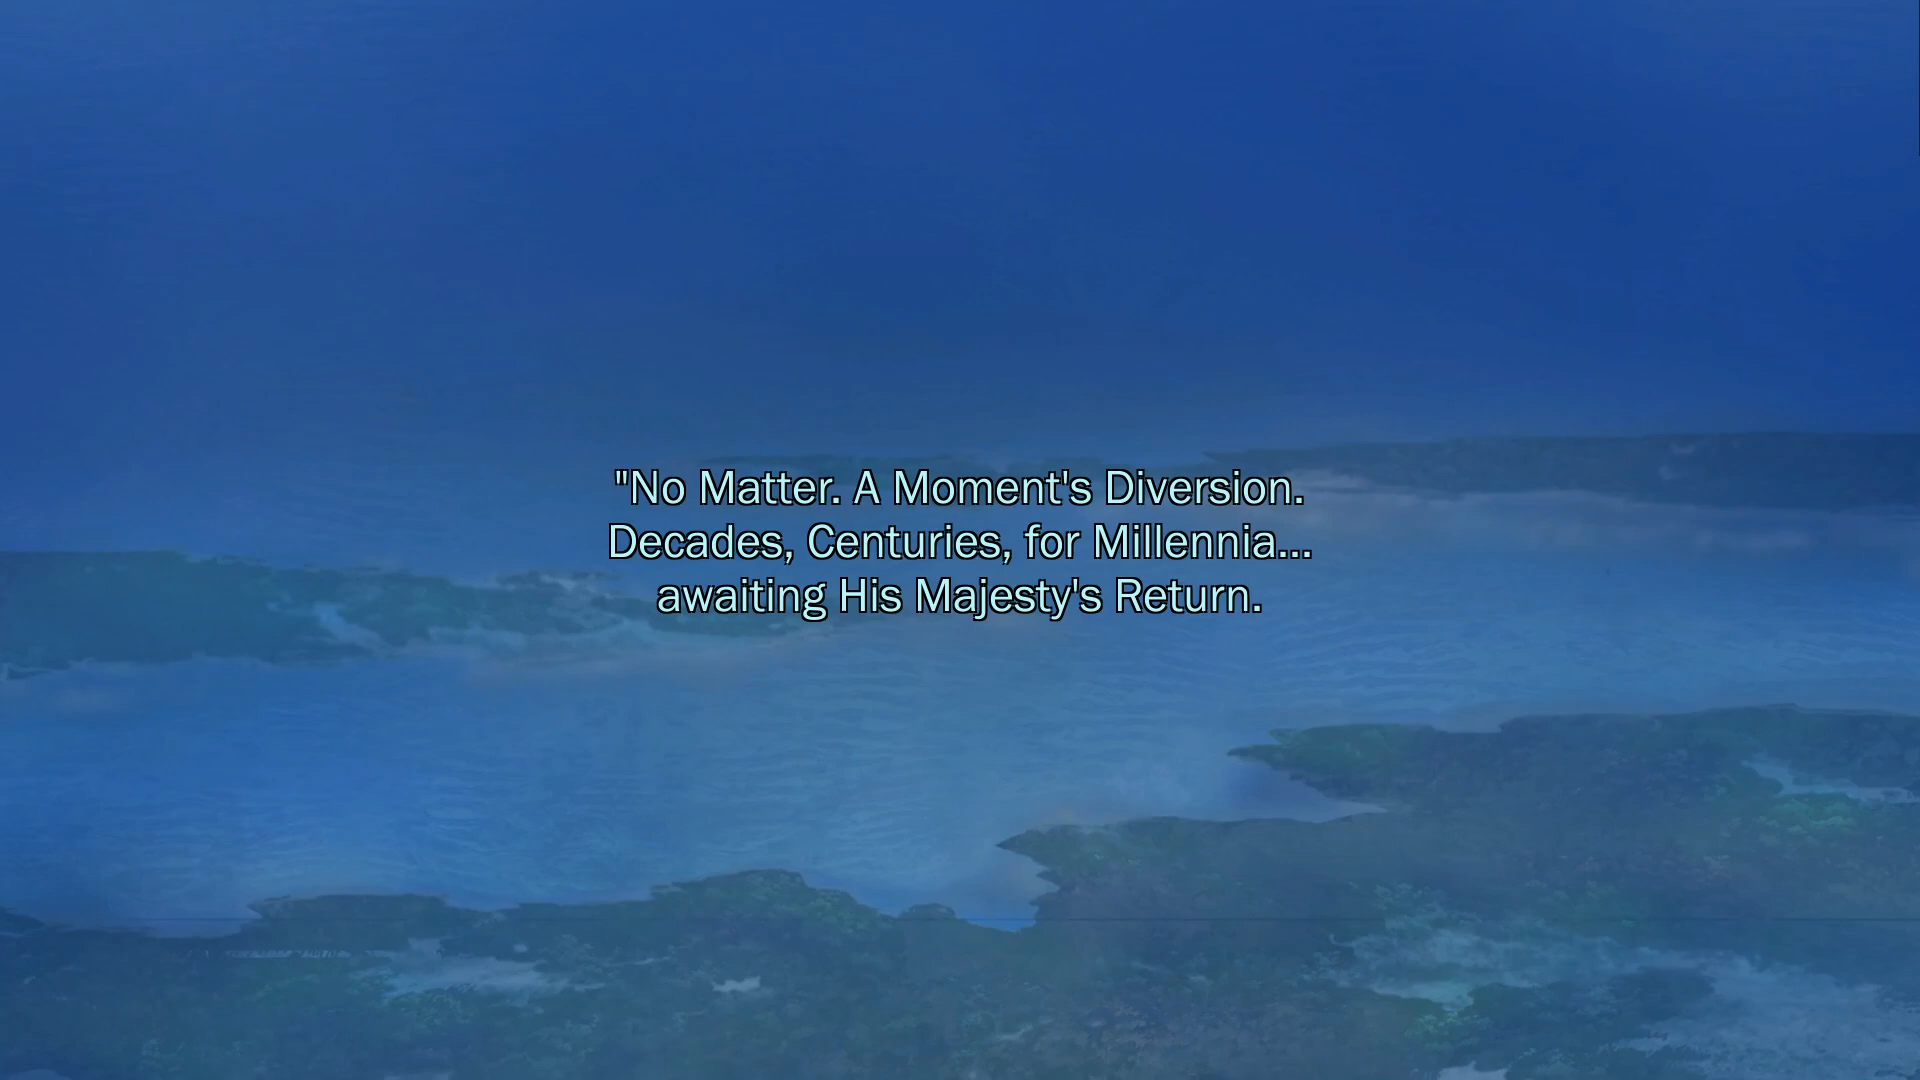 "No Matter. A Moment's Diversion.
Decades, Centuries, for Millennia...
awaiting His Majesty's Return.